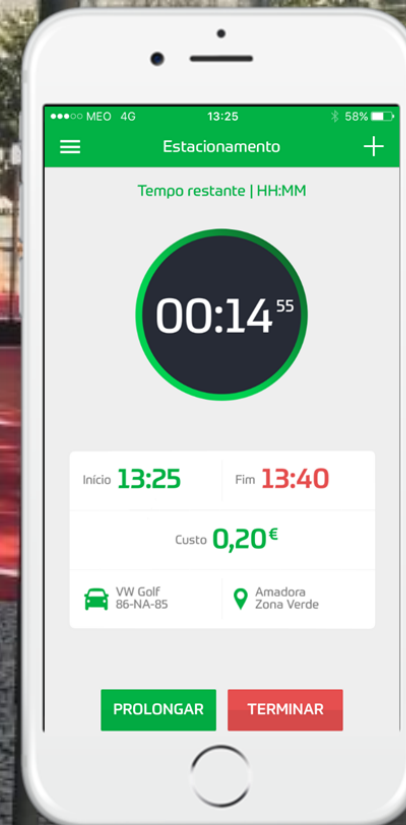 MEO 4G 13:25 58%
Estacionamento
Tempo restante | HH:MM
00:14 55
Início 13:25 Fim 13:40
Custo 0,20€
VW Golf
86-NA-85
Amadora
Zona Verde
PROLONGAR TERMINAR